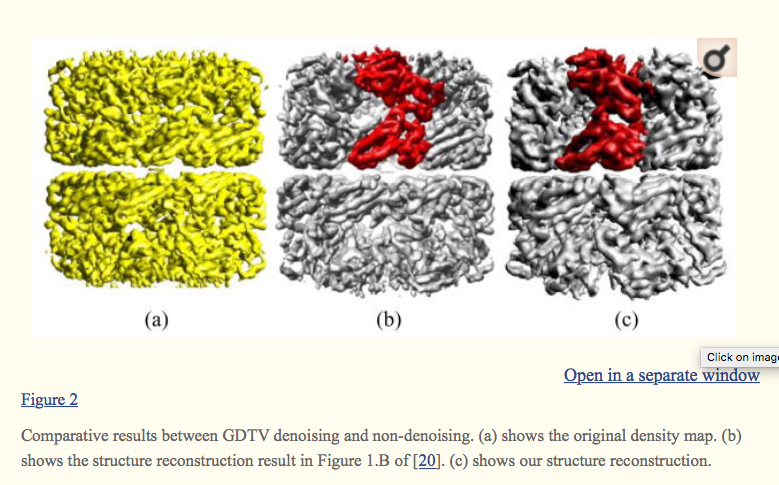 (a) (b) (c)
Click on
Open in a separate window
Figure 2
Comparative results between GDTV denoising and non-denoising. (a) shows the original density map. (b)
shows the structure reconstruction result in Figure 1.B of [20]. (c) shows our structure reconstruction.